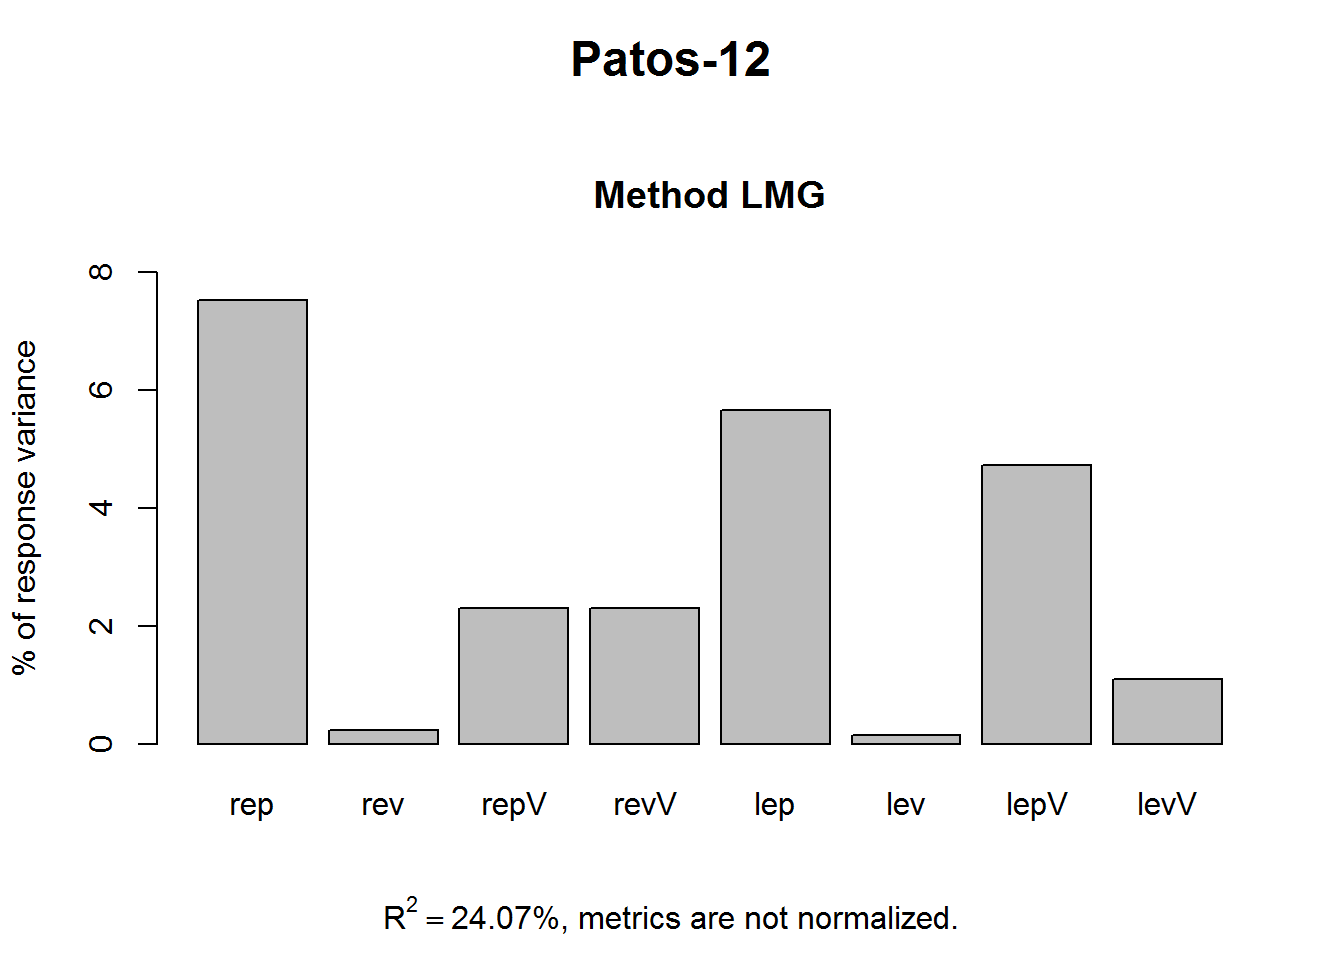 Patos-12
Method LMG
% of response variance
8
6
4
2
0
rep rev repV revV lep lev lepV levV
R² = 24.07%, metrics are not normalized.